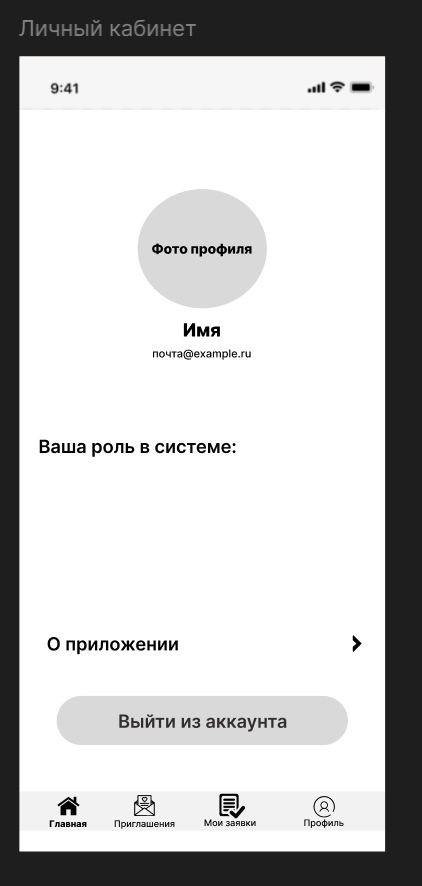 Личный кабинет
9:41
Фото профиля
Имя
почта@example.ru
Ваша роль в системе:
О приложении
Выйти из аккаунта
Главная
Приглашения
Мои заявки
Профиль